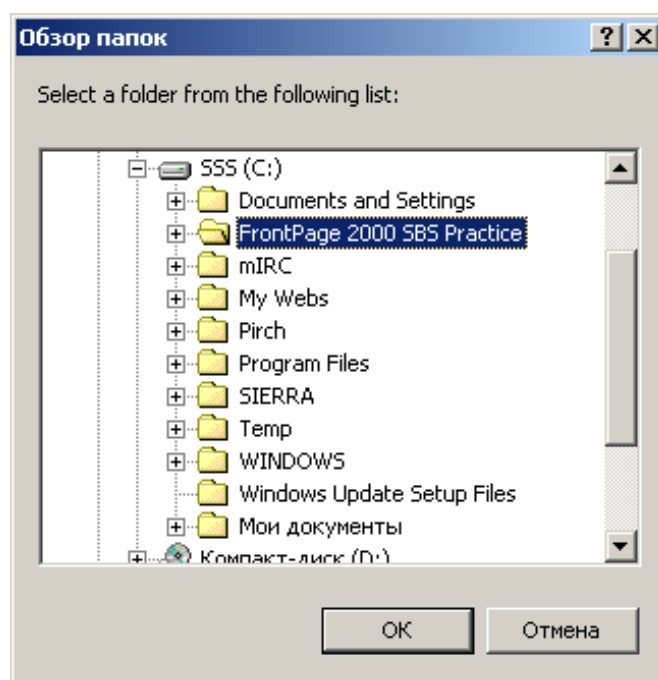 Обзор папок
Select a folder from the following list:
SSS (C:)
Documents and Settings
FrontPage 2000 SBS Practice
mIRC
My Webs
Pirch
Program Files
SIERRA
Temp
WINDOWS
Windows Update Setup Files
Мои документы
Компакт-диск (D:)
ОК Отмена